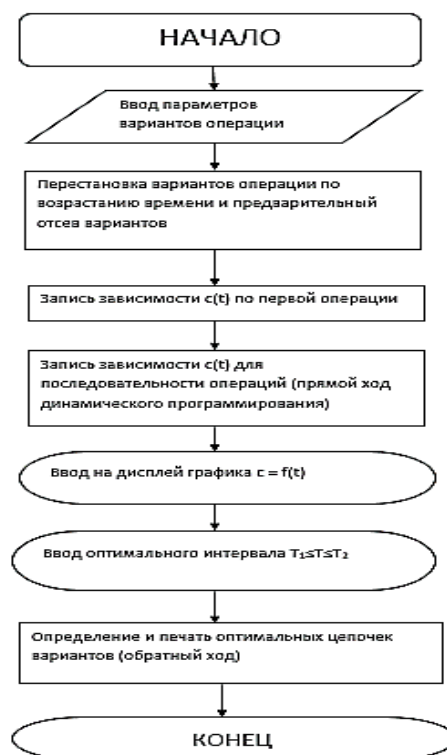 НАЧАЛО
Ввод параметров
вариантов операции
Перестановка вариантов операции по
возрастанию времени и предварительный
отсев вариантов
Запись зависимости c(t) по первой операции
Запись зависимости c(t) для
последовательности операций (прямой ход
динамического программирования)
Ввод на дисплей графика c = f(t)
Ввод оптимального интервала T₁≤T≤T₂
Определение и печать оптимальных цепочек
вариантов (обратный ход)
КОНЕЦ